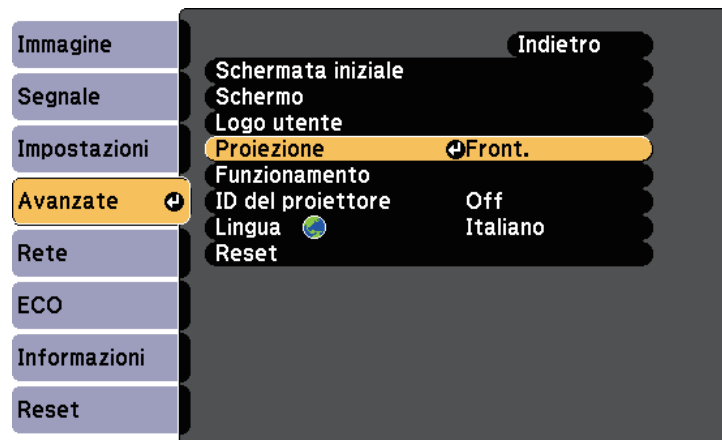 Immagine
Segnale
Impostazioni
Avanzate
Rete
ECO
Informazioni
Reset
Indietro
Schermata iniziale
Schermo
Logo utente
Proiezione Front.
Funzionamento
ID del proiettore Off
Lingua Italiano
Reset